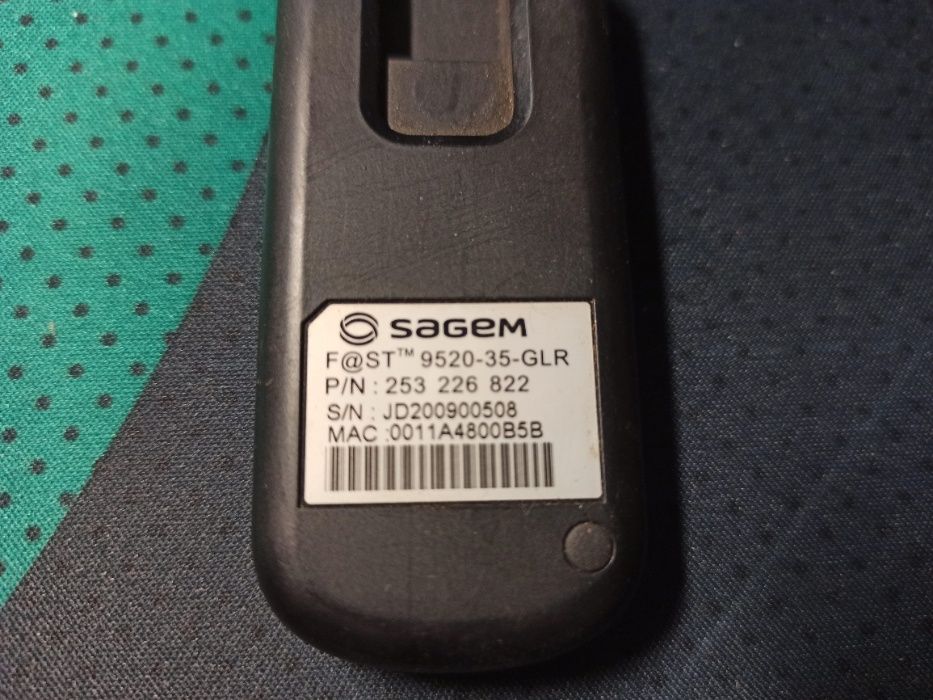 SAGEM
F@ST™ 9520-35-GLR
P/N : 253 226 822
S/N : JD200900508
MAC :0011A4800B5B